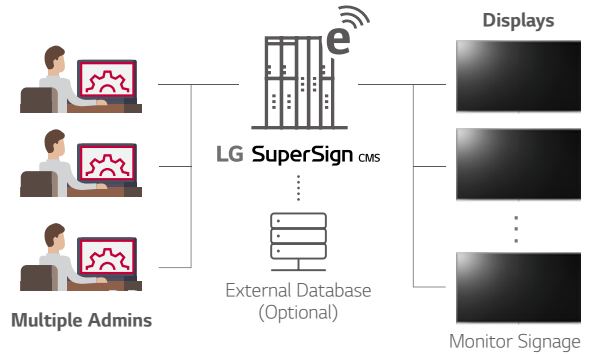 Displays
e
LG SuperSign CMS
External Database
(Optional)
Multiple Admins
Monitor Signage